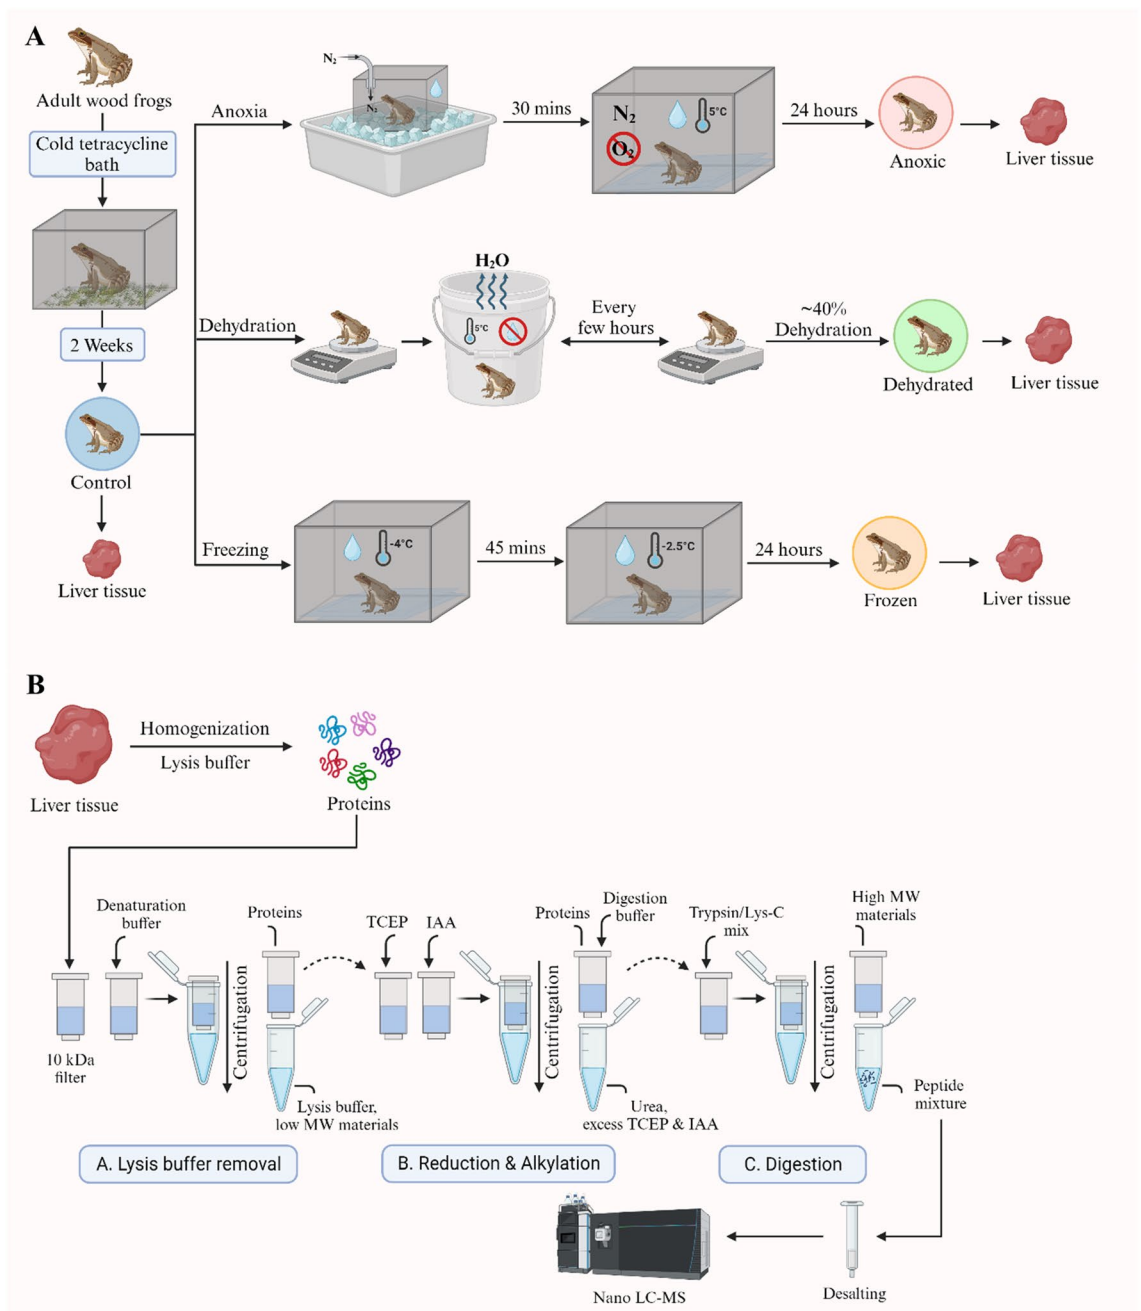 A
Adult wood frogs
Cold tetracycline
bath
2 Weeks
Control
Liver tissue
Anoxia
N₂
N₂
30 mins
N₂
O₂
5°C
24 hours
Anoxic
Liver tissue
Dehydration
H₂O
5°C
Every
few hours
~40%
Dehydration
Dehydrated
Liver tissue
Freezing
-4°C
45 mins
-2.5°C
24 hours
Frozen
Liver tissue
B
Liver tissue
Homogenization
Lysis buffer
Proteins
10 kDa
filter
Denaturation
buffer
Centrifugation
Proteins
Lysis buffer,
low MW materials
A. Lysis buffer removal
TCEP
IAA
Centrifugation
Proteins
Digestion
buffer
Urea,
excess TCEP & IAA
B. Reduction & Alkylation
Trypsin/Lys-C
mix
Centrifugation
High MW
materials
Peptide
mixture
C. Digestion
Desalting
Nano LC-MS